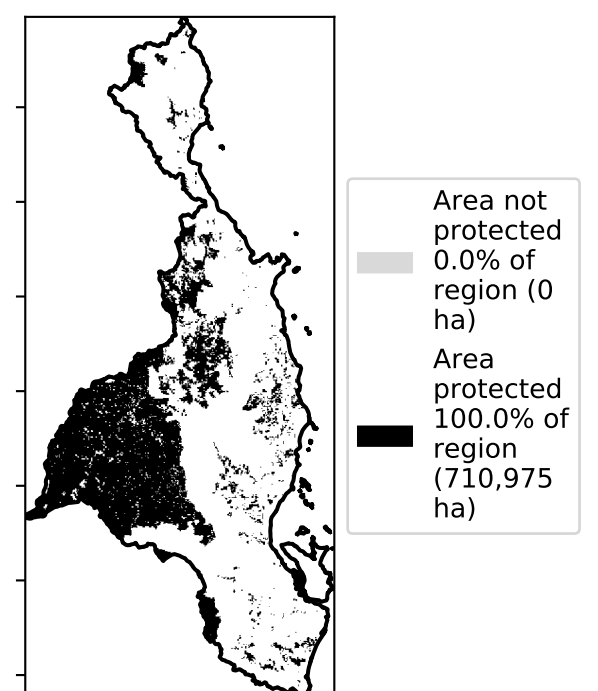 Area not
protected
0.0% of
region (0
ha)
Area
protected
100.0% of
region
(710,975
ha)